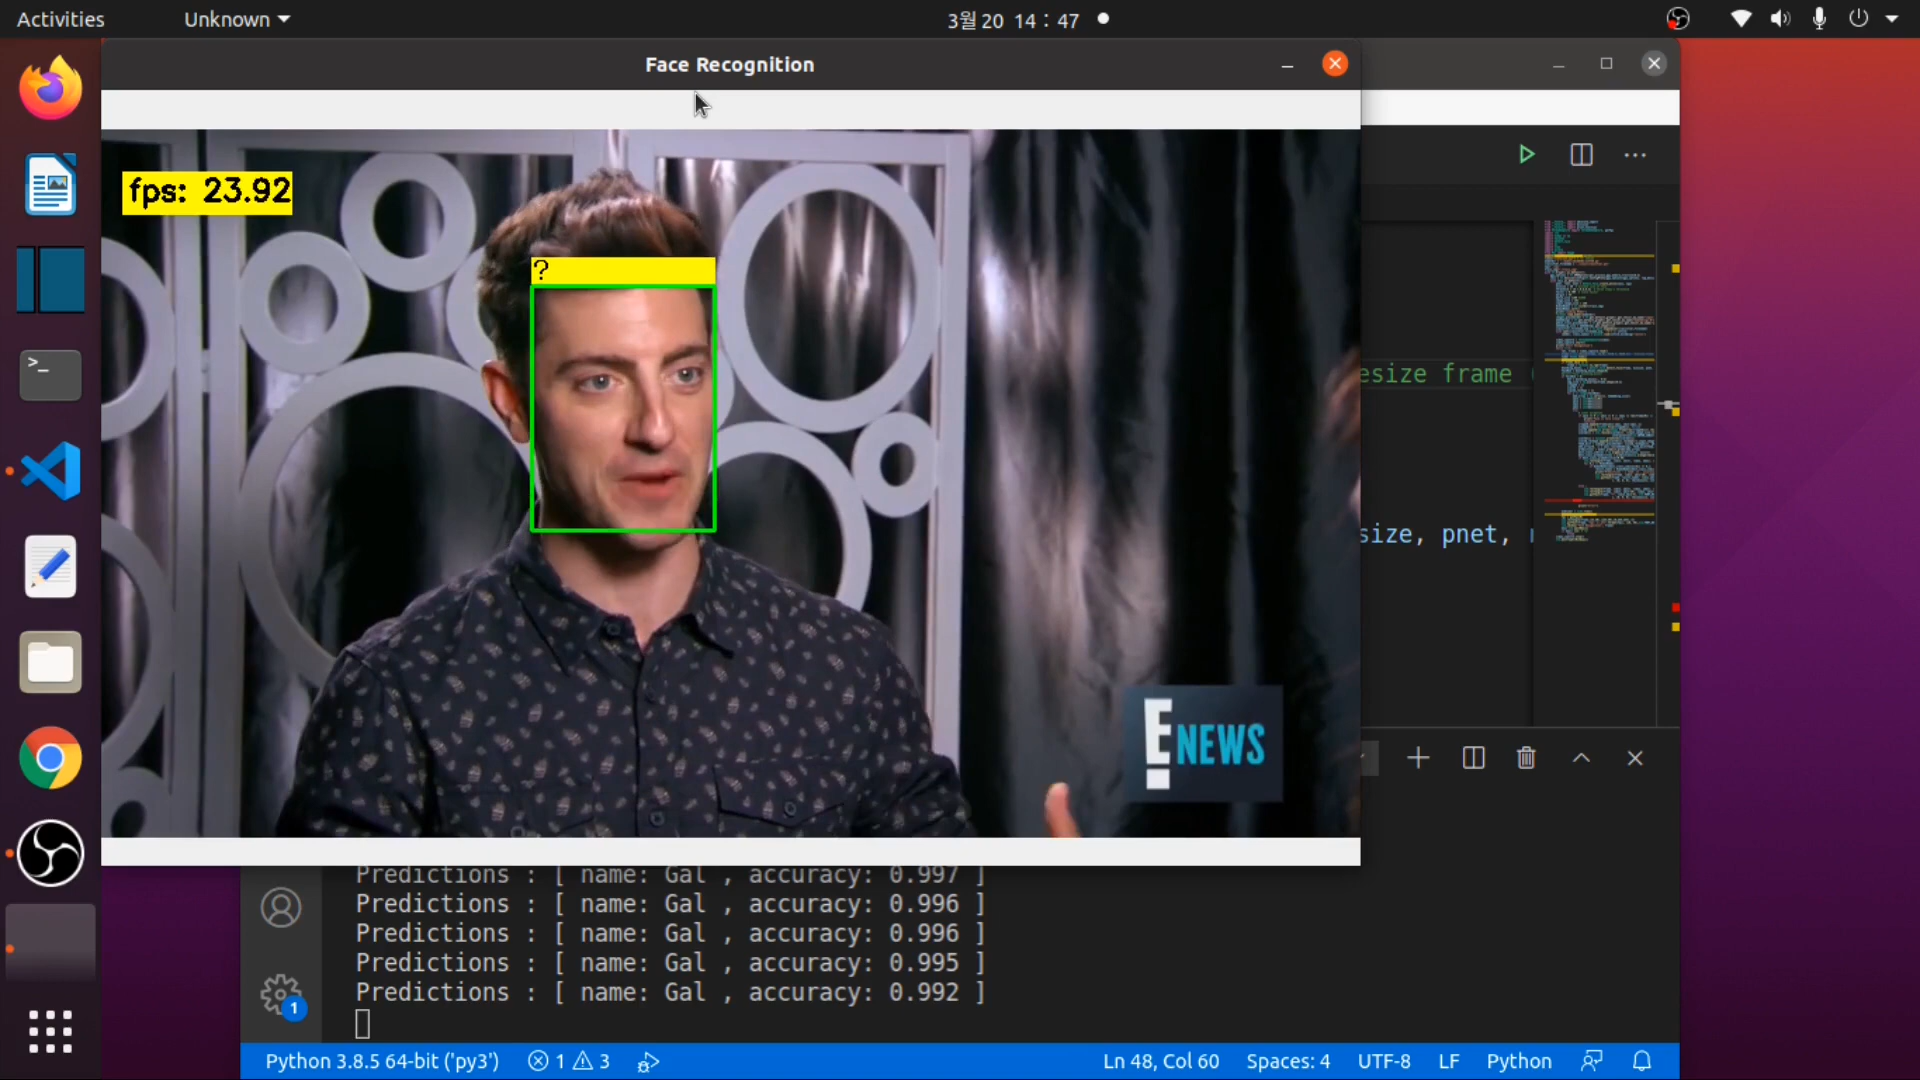 Activities
Unknown
3월 20 14 : 47
Face Recognition
fps: 23.92
?
esize frame
size, pnet,
E NEWS
Predictions : [ name: Gal , accuracy: 0.997 ]
Predictions : [ name: Gal , accuracy: 0.996 ]
Predictions : [ name: Gal , accuracy: 0.996 ]
Predictions : [ name: Gal , accuracy: 0.995 ]
Predictions : [ name: Gal , accuracy: 0.992 ]
1
Python 3.8.5 64-bit ('py3') 1 3 Ln 48, Col 60 Spaces: 4 UTF-8 LF Python